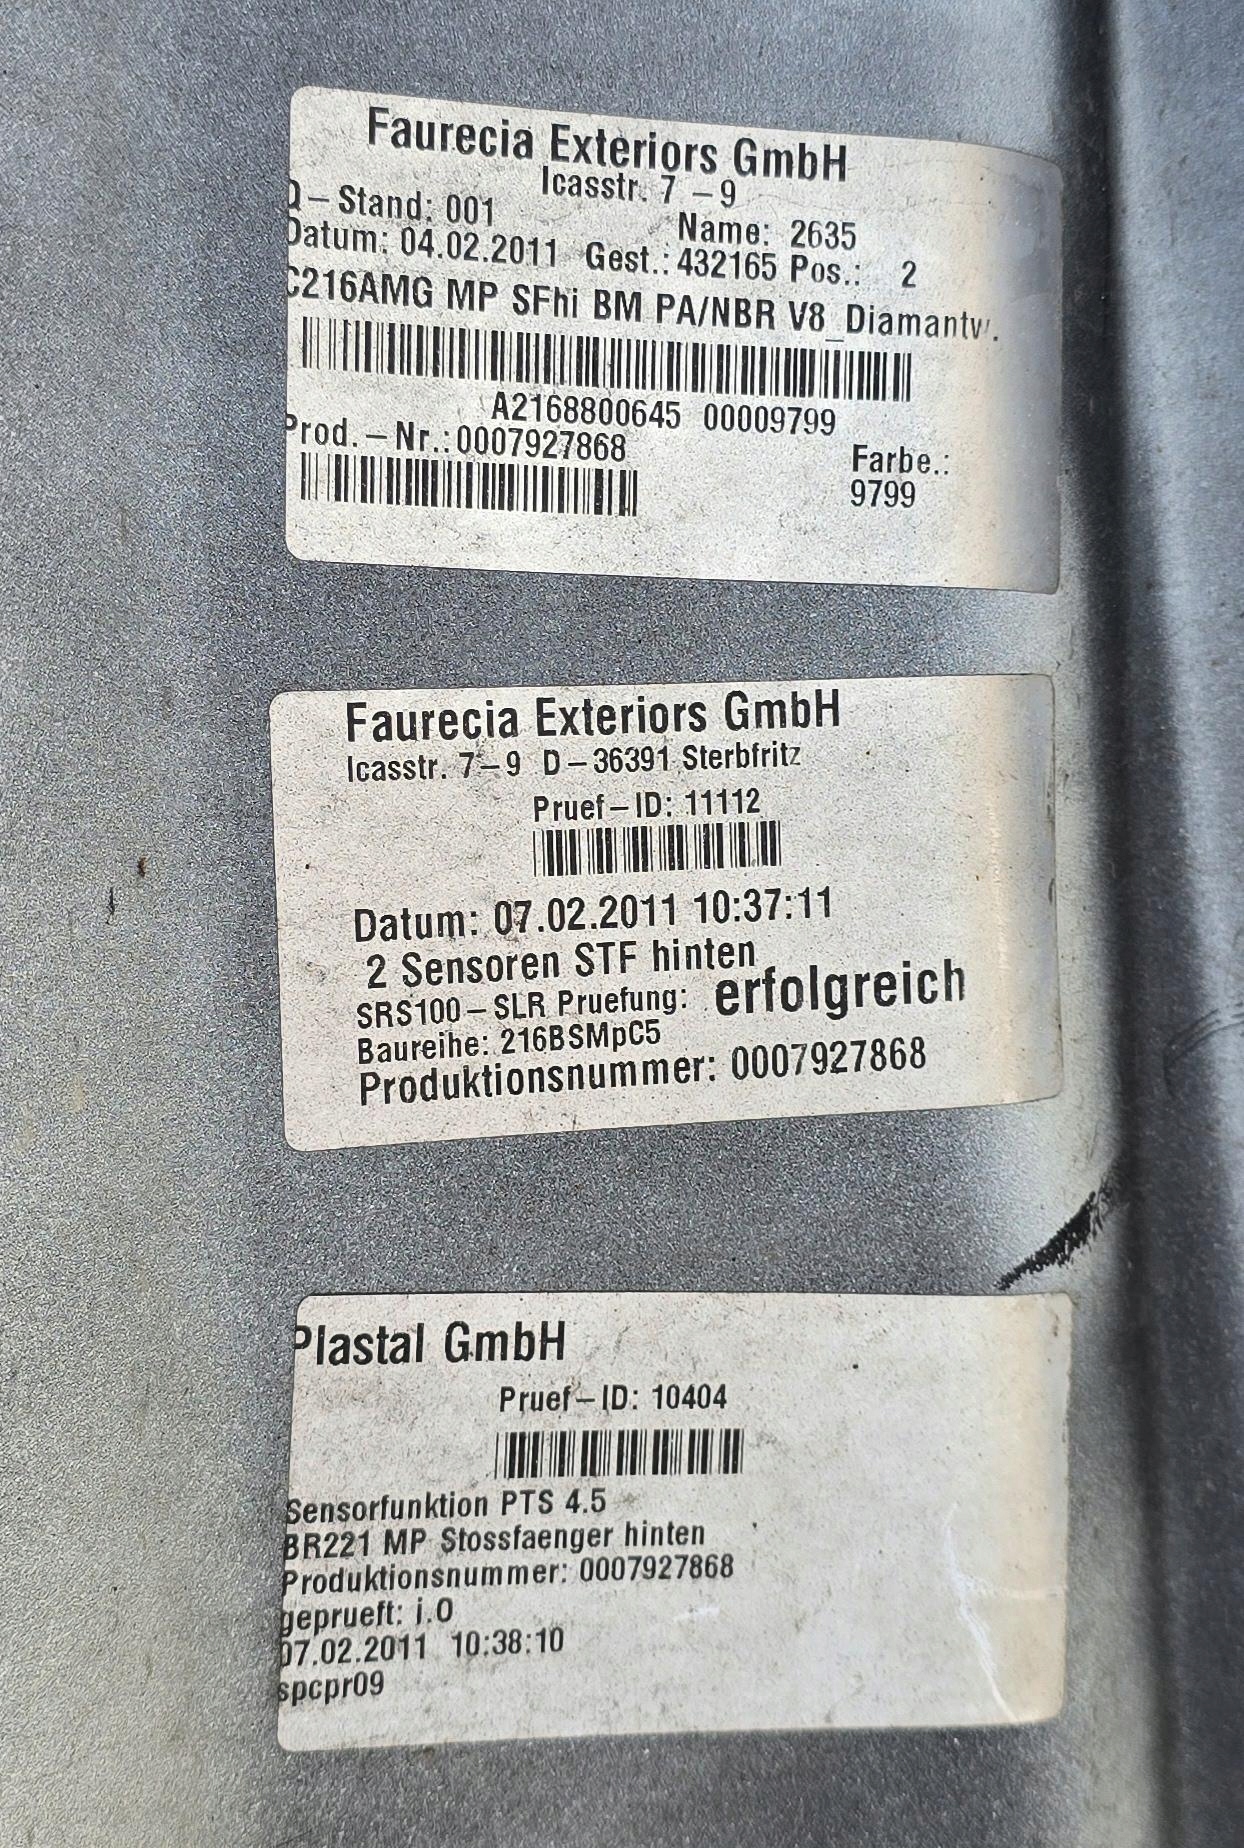 Faurecia Exteriors GmbH
Icasstr. 7-9
Q-Stand: 001 Name: 2635
Datum: 04.02.2011 Gest.: 432165 Pos.: 2
C216AMG MP SFhi BM PA/NBR V8_Diamantw.
A2168800645 00009799
Prod.-Nr.:0007927868
Farbe.:
9799
Faurecia Exteriors GmbH
Icasstr. 7-9 D-36391 Sterbfritz
Pruef-ID: 11112
Datum: 07.02.2011 10:37:11
2 Sensoren STF hinten
SRS100-SLR Pruefung: erfolgreich
Baureihe: 216BSMpC5
Produktionsnummer: 0007927868
Plastal GmbH
Pruef-ID: 10404
Sensorfunktion PTS 4.5
BR221 MP Stossfaenger hinten
Produktionsnummer: 0007927868
geprueft: i.O
07.02.2011 10:38:10
spcpr09